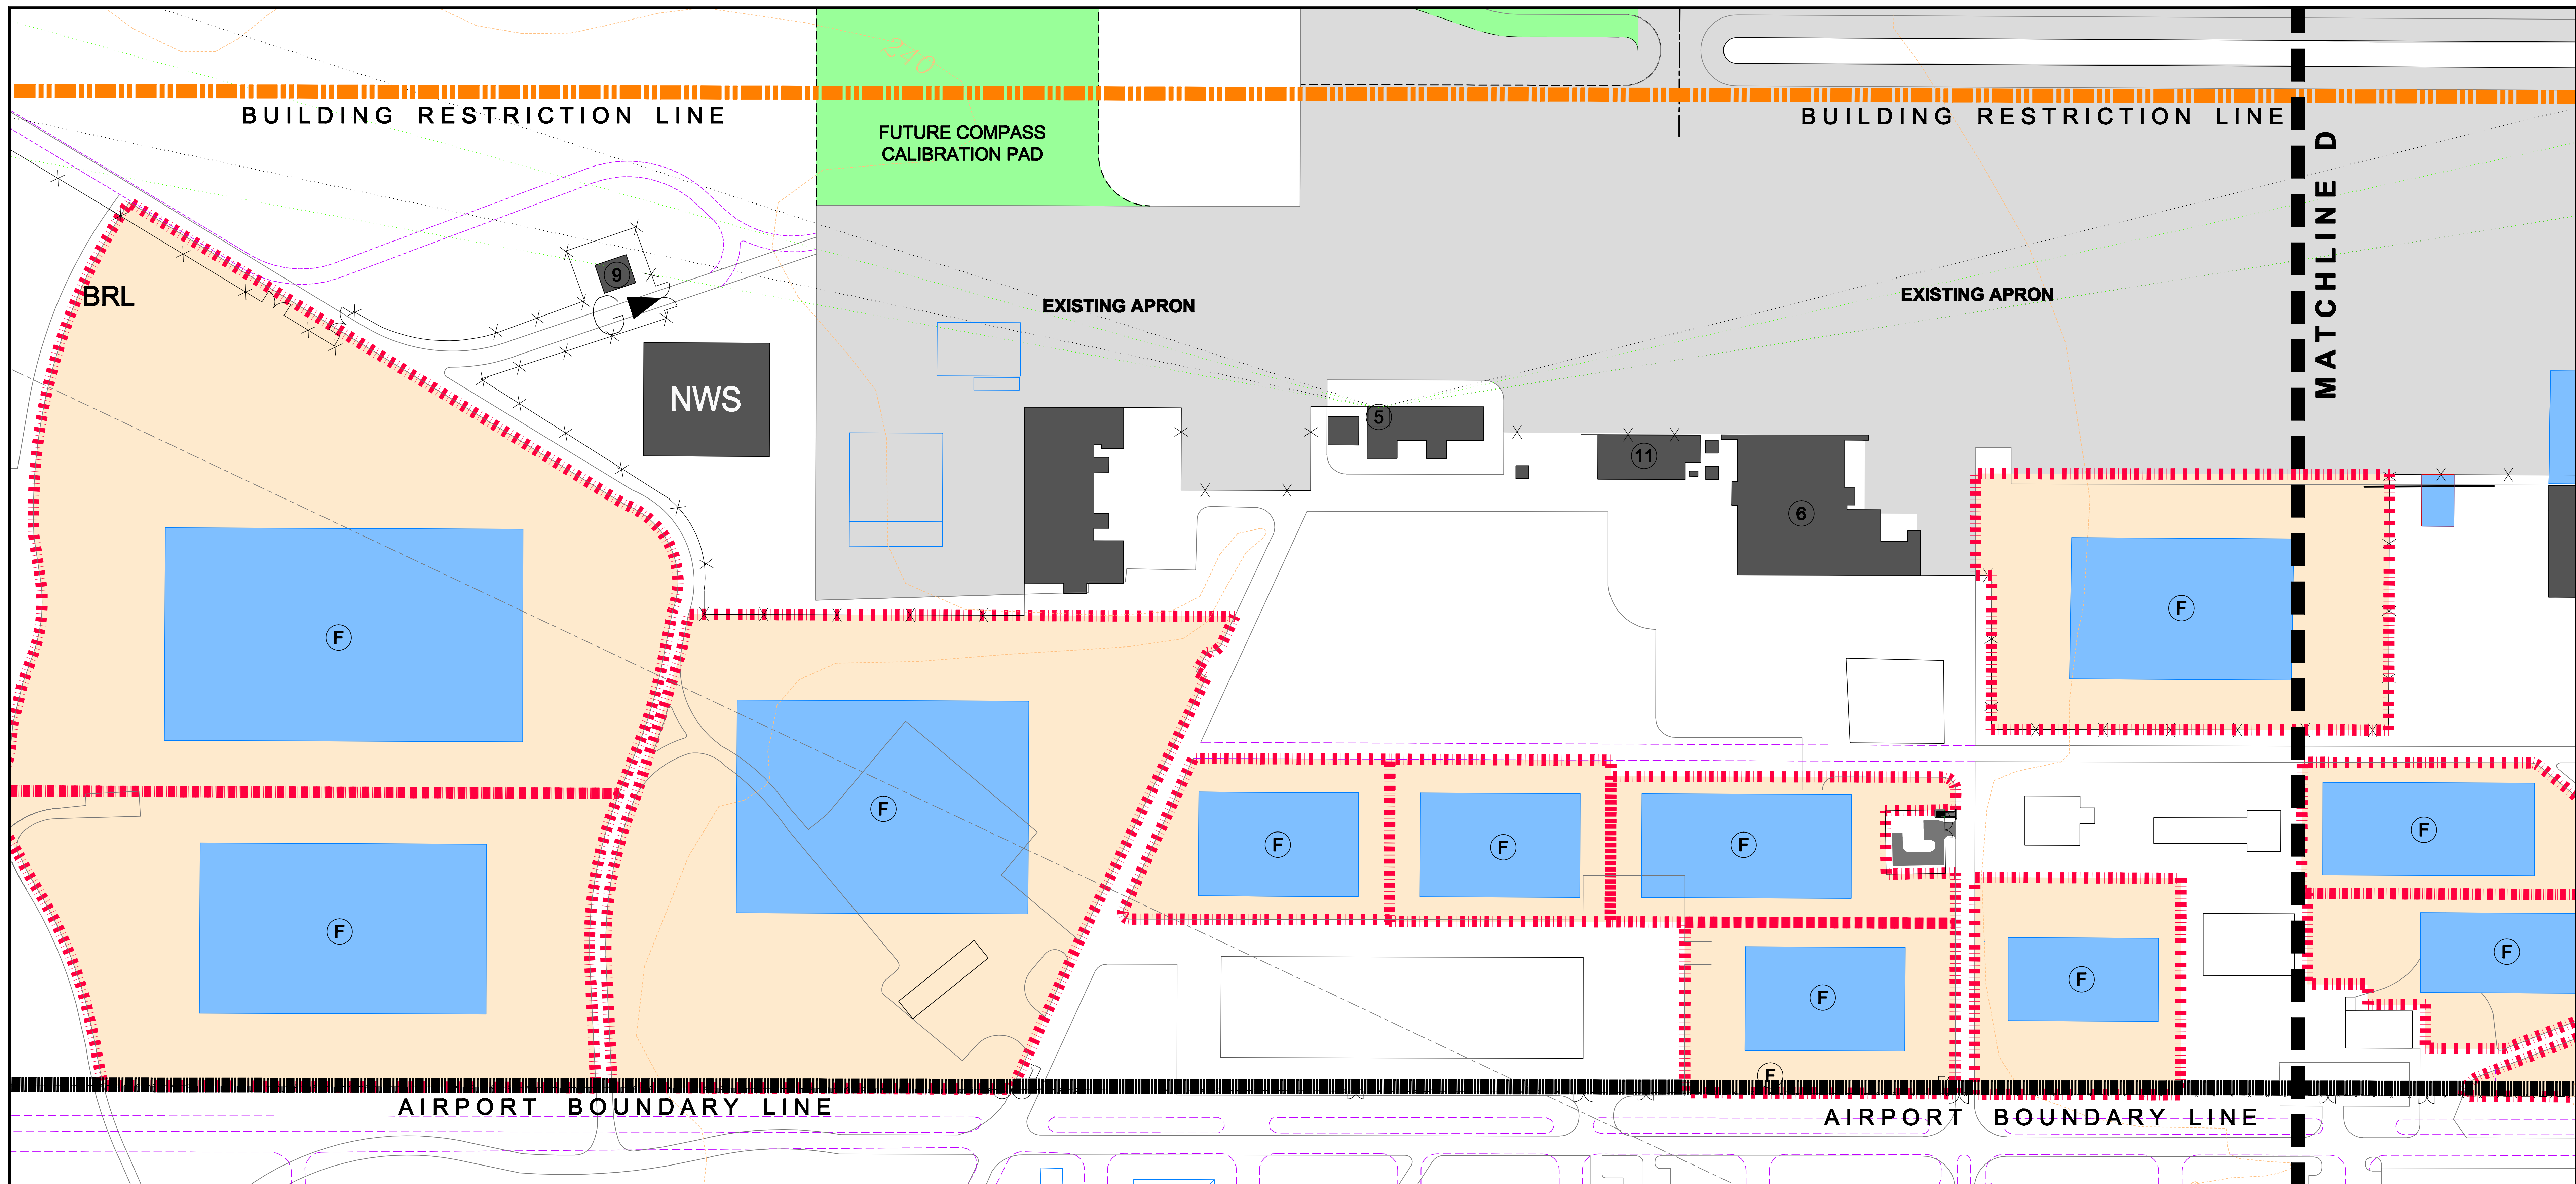 240
BUILDING RESTRICTION LINE
BUILDING RESTRICTION LINE
FUTURE COMPASS
CALIBRATION PAD
MATCHLINE D
9
BRL
EXISTING APRON
EXISTING APRON
NWS
5
11
6
F
F
F
F
F
F
F
F
F
F
F
F
F
AIRPORT BOUNDARY LINE
AIRPORT BOUNDARY LINE